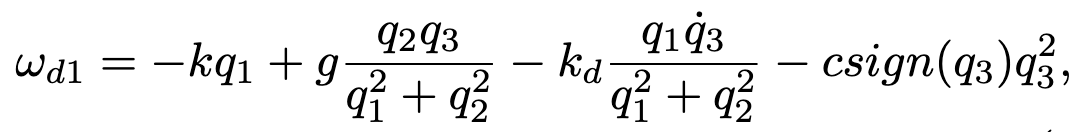 ω_{d1} = −kq_1 + g \frac{q_2 q_3}{q_1^2 + q_2^2} − k_d \frac{q_1 \dot{q}_3}{q_1^2 + q_2^2} − csign(q_3)q_3^2,